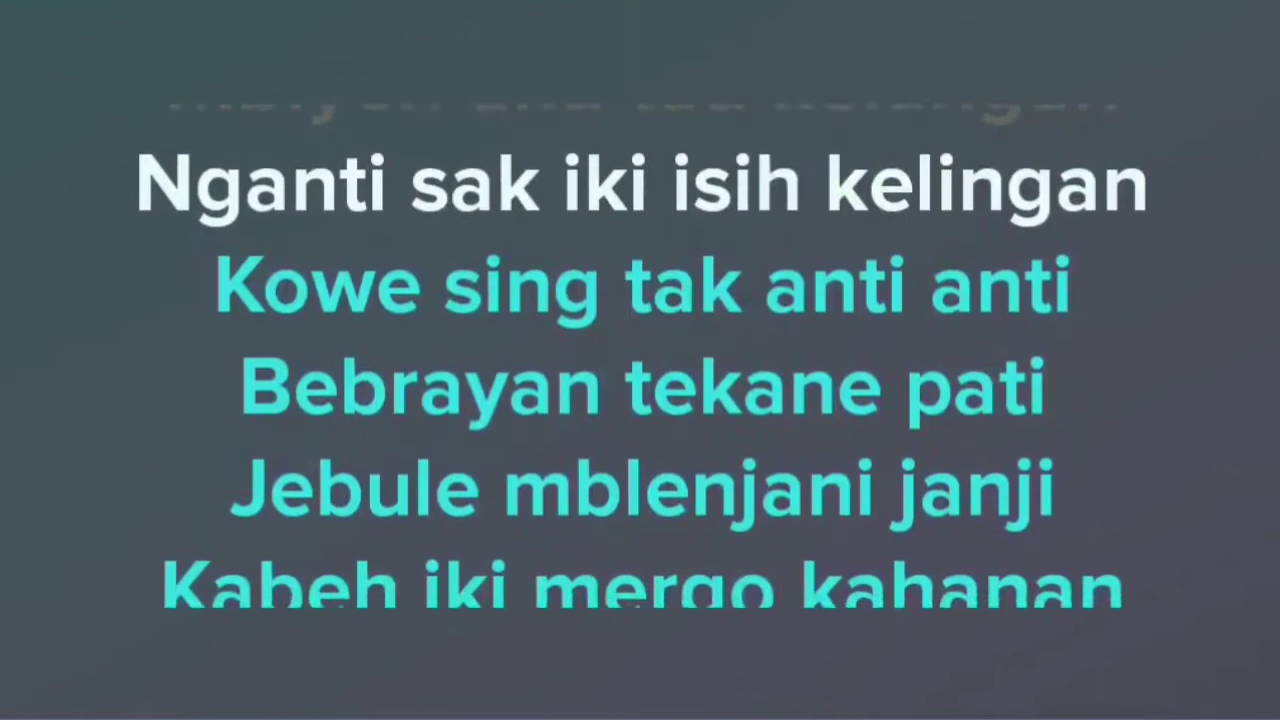 Nganti sak iki isih kelingan
Kowe sing tak anti anti
Bebrayan tekane pati
Jebule mblenjani janji
Kabeh iki mergo kahanan